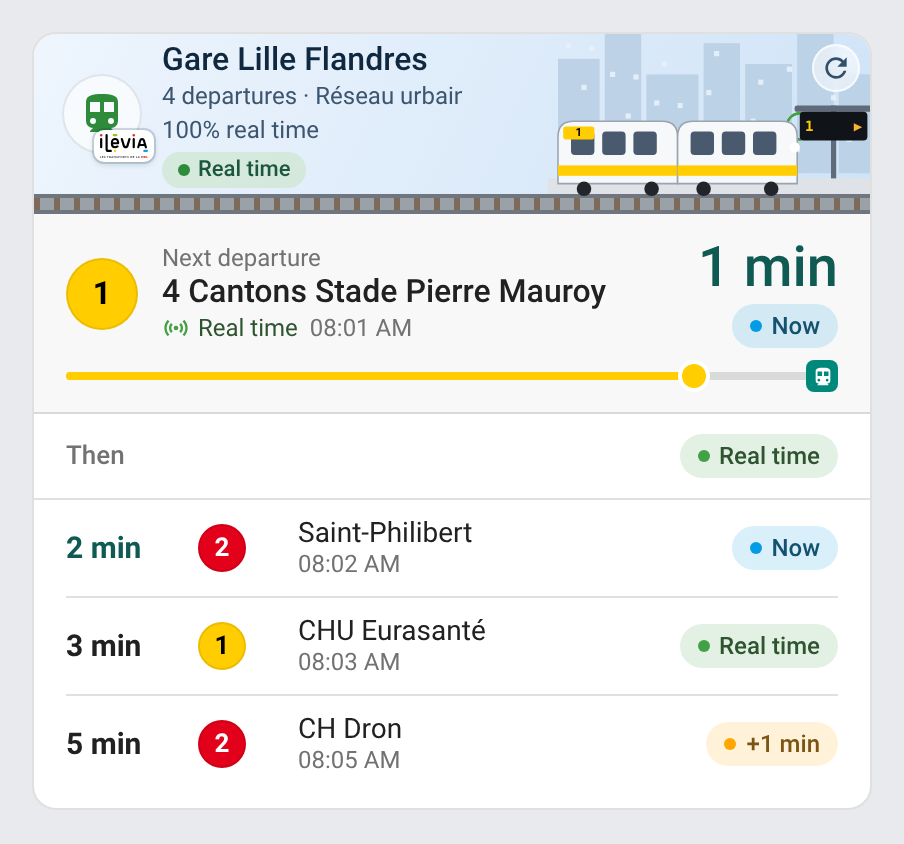 Gare Lille Flandres
4 departures · Réseau urbair
100% real time
ilévia
Real time
1
1
Next departure
1
4 Cantons Stade Pierre Mauroy
Real time 08:01 AM
1 min
Now
Then
Real time
2 min
2
Saint-Philibert
08:02 AM
Now
3 min
1
CHU Eurasanté
08:03 AM
Real time
5 min
2
CH Dron
08:05 AM
+1 min